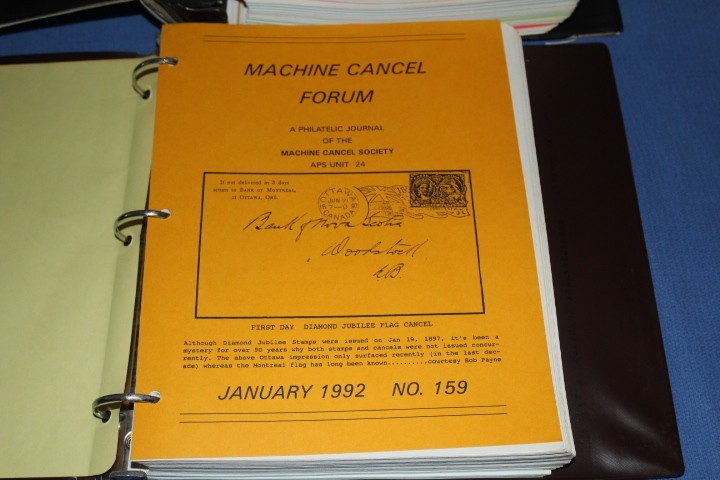 MACHINE CANCEL
FORUM
A PHILATELIC JOURNAL
OF THE
MACHINE CANCEL SOCIETY
APS UNIT 24
If not delivered in 5 days
return to BANK OF MONTREAL,
at OTTAWA, ONT.
OTTAWA
JUN
7-0
CANADA
Bank of Nova Scotia
Woodstock
N.B.
FIRST DAY DIAMOND JUBILEE FLAG CANCEL
Although Diamond Jubilee Stamps were issued on Jan 19, 1897, it's been a
mystery for over 90 years why both stamps and cancels were not issued concur-
rently. The above Ottawa impression only surfaced recently (in the last Dec-
ade) whereas the Montreal flag has long been known.........courtesy Bob Payne
JANUARY 1992 NO. 159